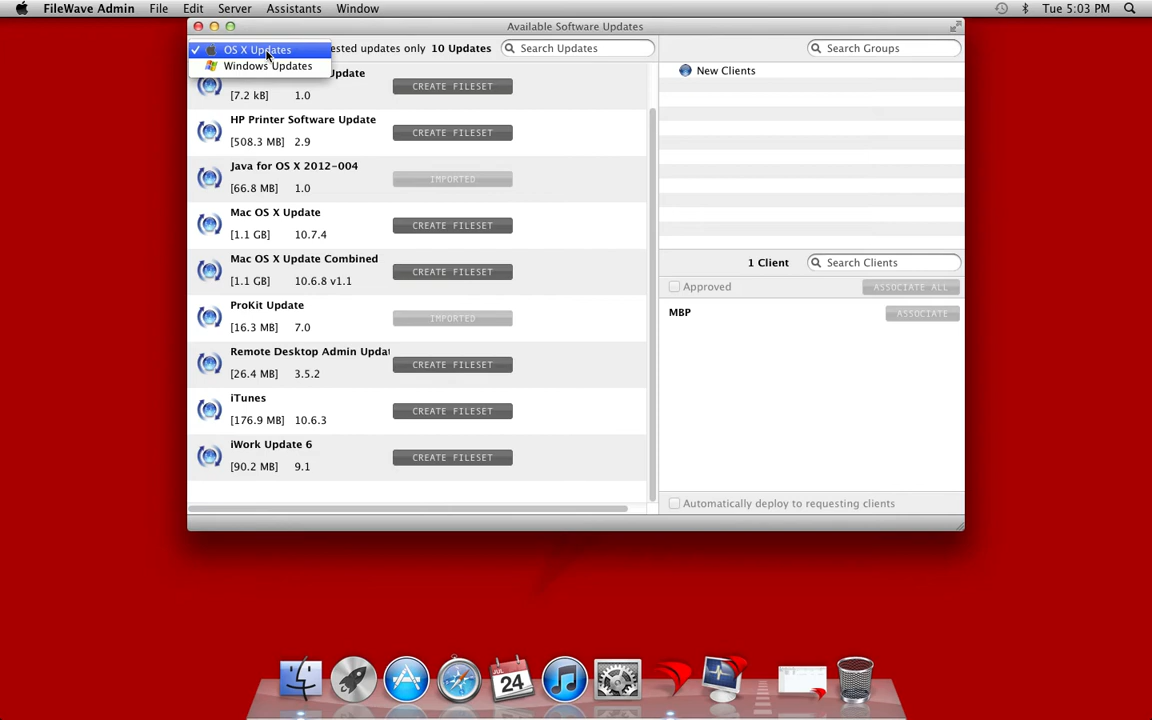 FileWave Admin File Edit Server Assistants Window Tue 5:03 PM
Available Software Updates
OS X Updates
Windows Updates
ested updates only 10 Updates
Search Updates
Update
[7.2 kB] 1.0
CREATE FILESET
HP Printer Software Update
[508.3 MB] 2.9
CREATE FILESET
Java for OS X 2012-004
[66.8 MB] 1.0
IMPORTED
Mac OS X Update
[1.1 GB] 10.7.4
CREATE FILESET
Mac OS X Update Combined
[1.1 GB] 10.6.8 v1.1
CREATE FILESET
ProKit Update
[16.3 MB] 7.0
IMPORTED
Remote Desktop Admin Updat
[26.4 MB] 3.5.2
CREATE FILESET
iTunes
[176.9 MB] 10.6.3
CREATE FILESET
iWork Update 6
[90.2 MB] 9.1
CREATE FILESET
Search Groups
New Clients
1 Client
Search Clients
Approved
ASSOCIATE ALL
MBP
ASSOCIATE
Automatically deploy to requesting clients
JUL
24